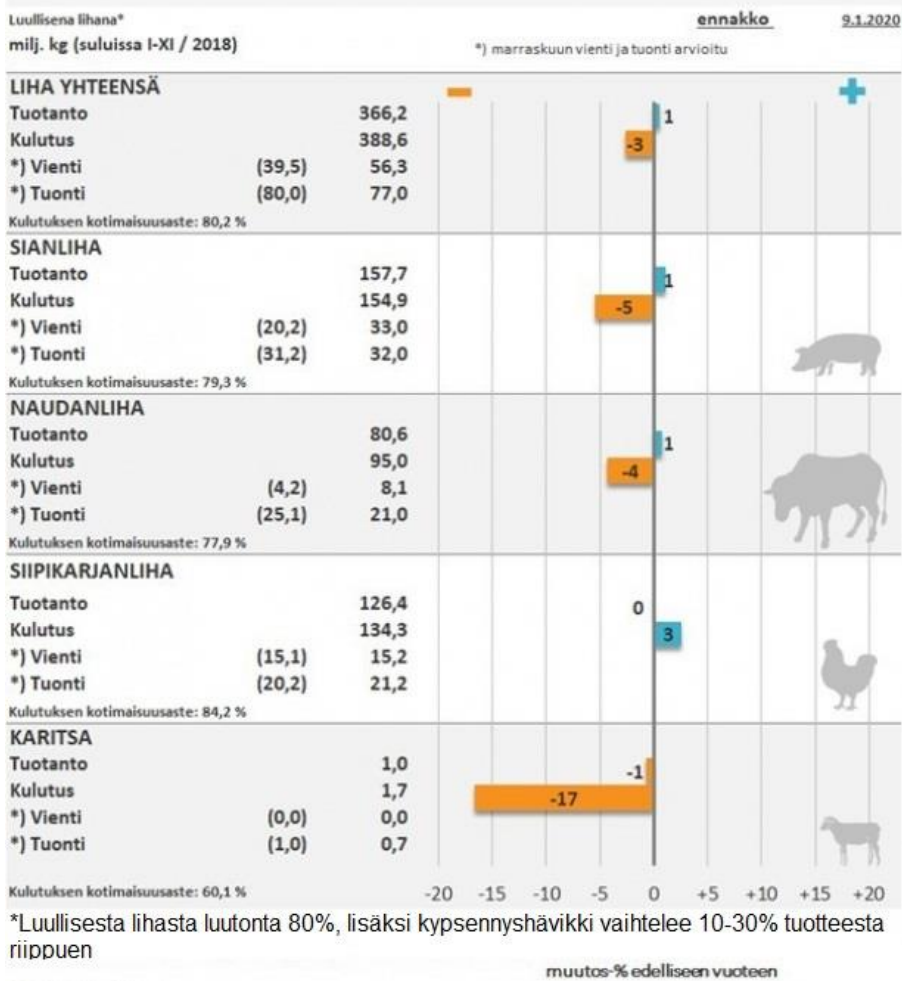 Luullisena lihana* ennakko 9.1.2020
milj. kg (suluissa I-XI / 2018) *) marraskuun vienti ja tuonti arvioitu
LIHA YHTEENSÄ
Tuotanto 366,2 1
Kulutus 388,6 -3
*) Vienti (39,5) 56,3
*) Tuonti (80,0) 77,0
Kulutuksen kotimaisuusaste: 80,2 %
SIANLIHA
Tuotanto 157,7 1
Kulutus 154,9 -5
*) Vienti (20,2) 33,0
*) Tuonti (31,2) 32,0
Kulutuksen kotimaisuusaste: 79,3 %
NAUDANLIHA
Tuotanto 80,6 1
Kulutus 95,0 -4
*) Vienti (4,2) 8,1
*) Tuonti (25,1) 21,0
Kulutuksen kotimaisuusaste: 77,9 %
SIIPIKARJANLIHA
Tuotanto 126,4 0
Kulutus 134,3 3
*) Vienti (15,1) 15,2
*) Tuonti (20,2) 21,2
Kulutuksen kotimaisuusaste: 84,2 %
KARITSA
Tuotanto 1,0 -1
Kulutus 1,7 -17
*) Vienti (0,0) 0,0
*) Tuonti (1,0) 0,7
Kulutuksen kotimaisuusaste: 60,1 % -20 -15 -10 -5 0 +5 +10 +15 +20
*Luullisesta lihasta luutonta 80%, lisäksi kypsennyshävikki vaihtelee 10-30% tuotteesta
riippuen
muutos-% edelliseen vuoteen